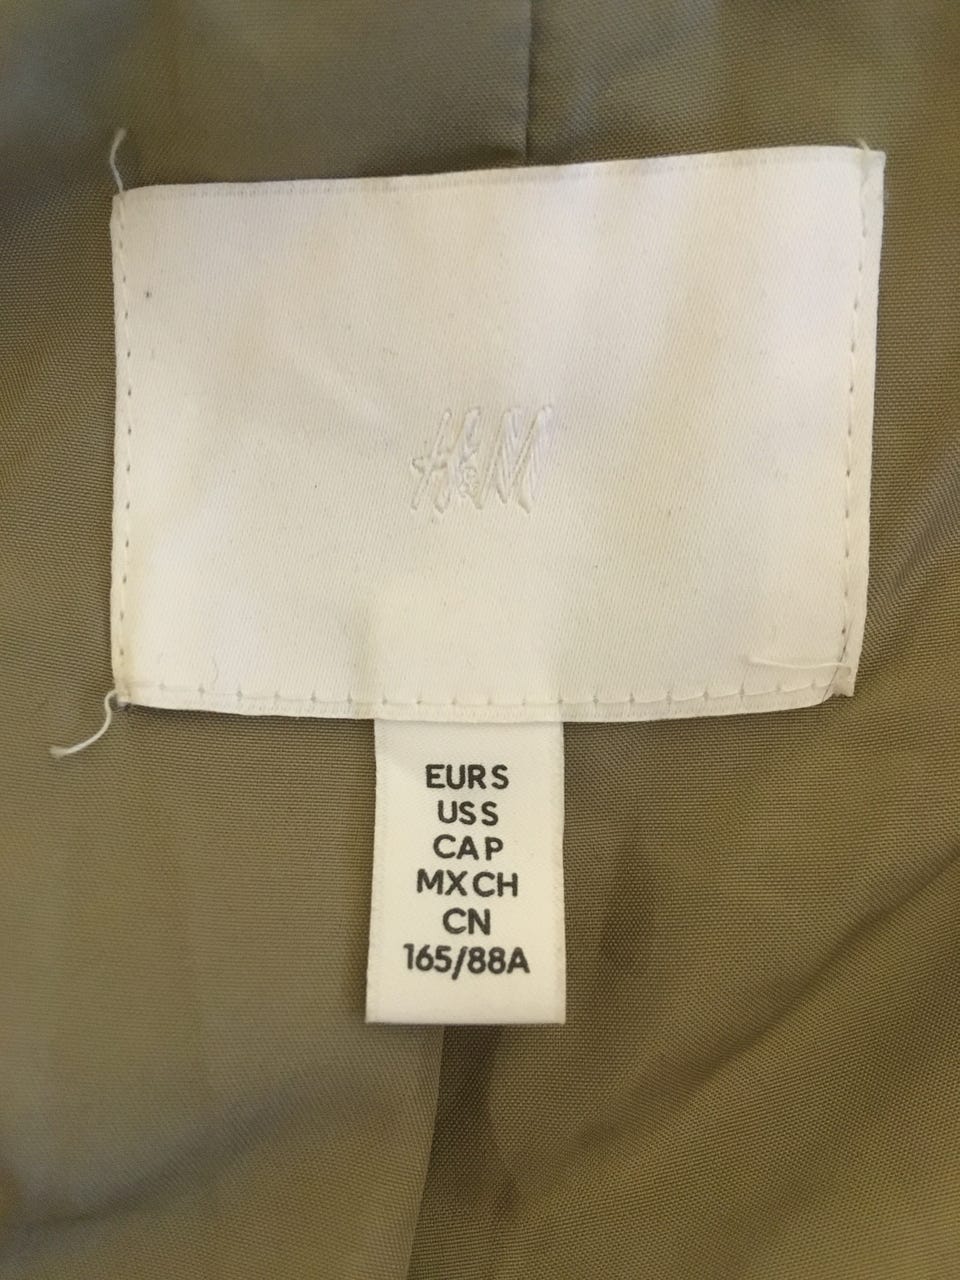 H&M
EUR S
US S
CA P
MX CH
CN
165/88A